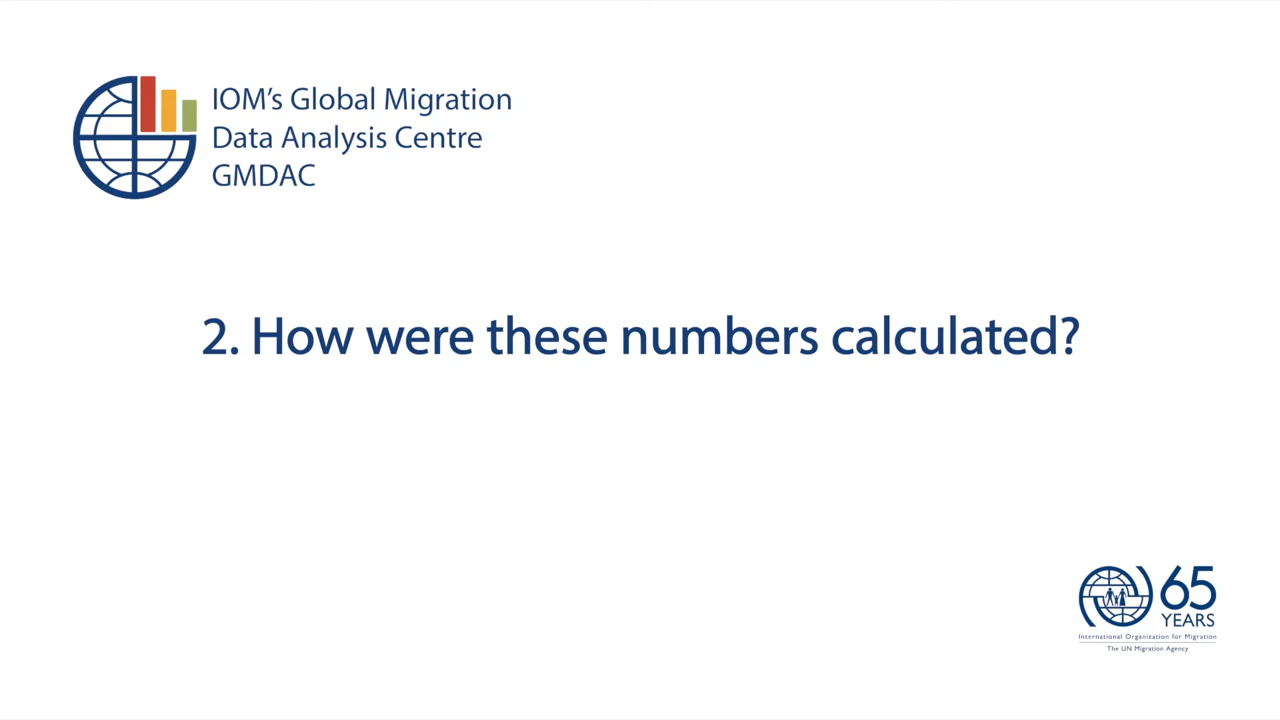 IOM's Global Migration
Data Analysis Centre
GMDAC
2. How were these numbers calculated?
65
YEARS
International Organization for Migration
The UN Migration Agency